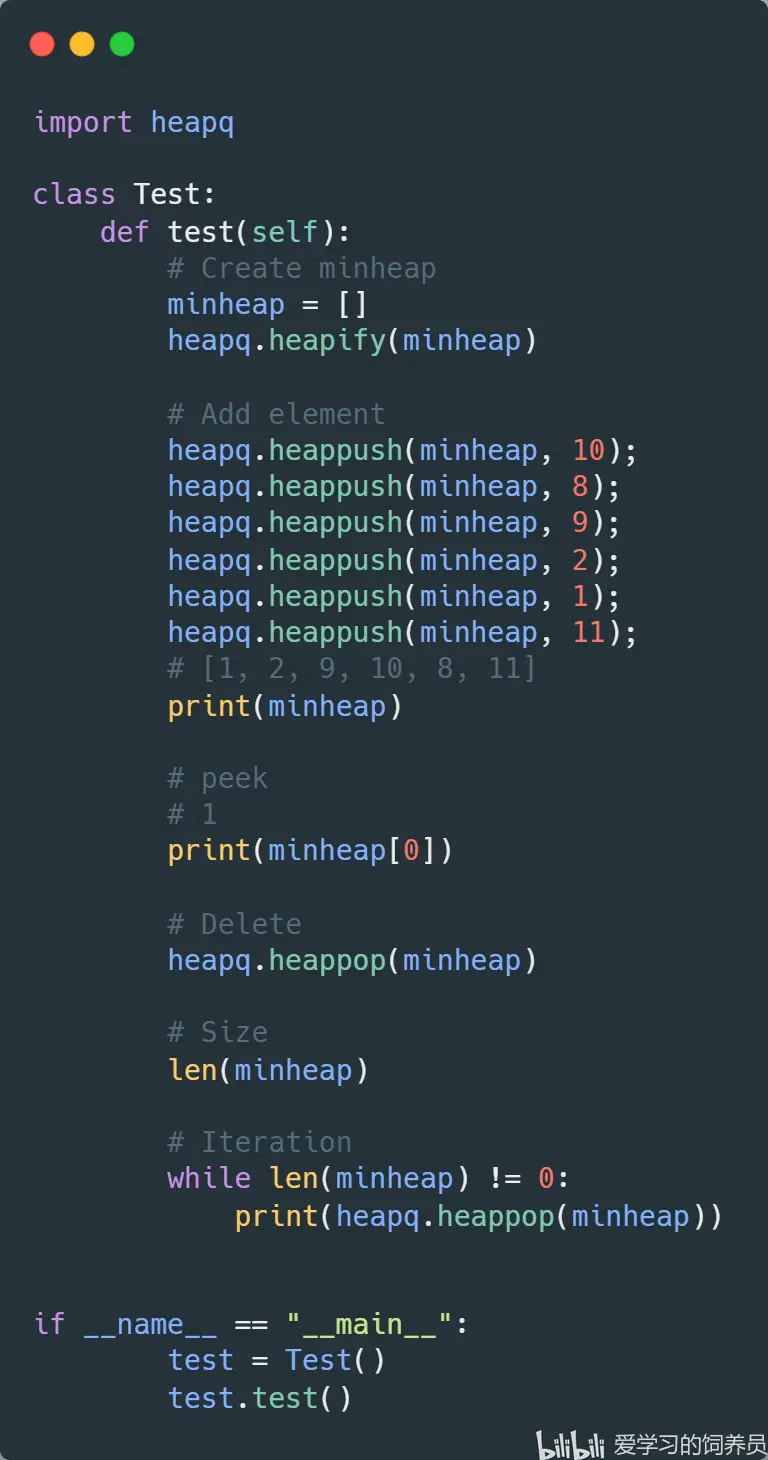 import heapq

class Test:
    def test(self):
        # Create minheap
        minheap = []
        heapq.heapify(minheap)

        # Add element
        heapq.heappush(minheap, 10);
        heapq.heappush(minheap, 8);
        heapq.heappush(minheap, 9);
        heapq.heappush(minheap, 2);
        heapq.heappush(minheap, 1);
        heapq.heappush(minheap, 11);
        # [1, 2, 9, 10, 8, 11]
        print(minheap)

        # peek
        # 1
        print(minheap[0])

        # Delete
        heapq.heappop(minheap)

        # Size
        len(minheap)

        # Iteration
        while len(minheap) != 0:
            print(heapq.heappop(minheap))


if __name__ == "__main__":
        test = Test()
        test.test()
bilibili 爱学习的饲养员